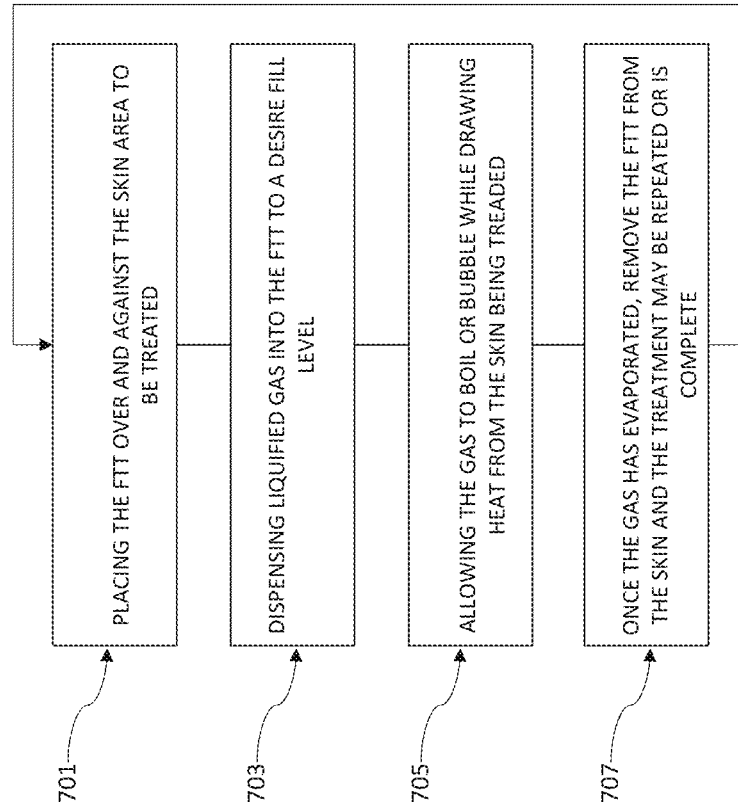 701
PLACING THE FTT OVER AND AGAINST THE SKIN AREA TO
BE TREATED
703
DISPENSING LIQUIFIED GAS INTO THE FTT TO A DESIRE FILL
LEVEL
705
ALLOWING THE GAS TO BOIL OR BUBBLE WHILE DRAWING
HEAT FROM THE SKIN BEING TREADED
707
ONCE THE GAS HAS EVAPORATED, REMOVE THE FTT FROM
THE SKIN AND THE TREATMENT MAY BE REPEATED OR IS
COMPLETE